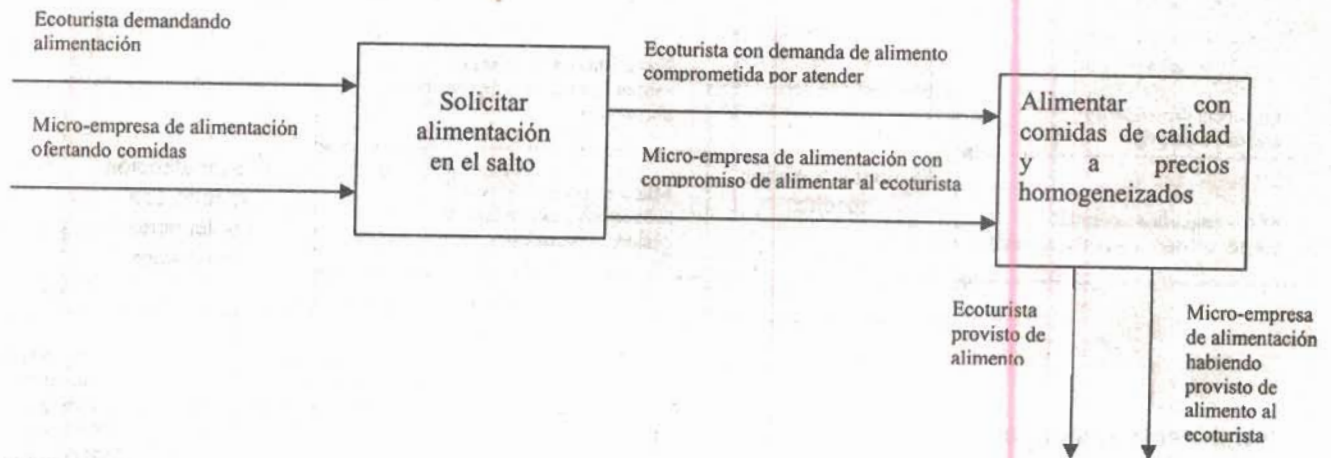 Ecoturista demandando
alimentación
Micro-empresa de alimentación
ofertando comidas
Solicitar
alimentación
en el salto
Ecoturista con demanda de alimento
comprometida por atender
Micro-empresa de alimentación con
compromiso de alimentar al ecoturista
Alimentar con
comidas de calidad
y a precios
homogeneizados
Ecoturista
provisto de
alimento
Micro-empresa
de alimentación
habiendo
provisto de
alimento al
ecoturista